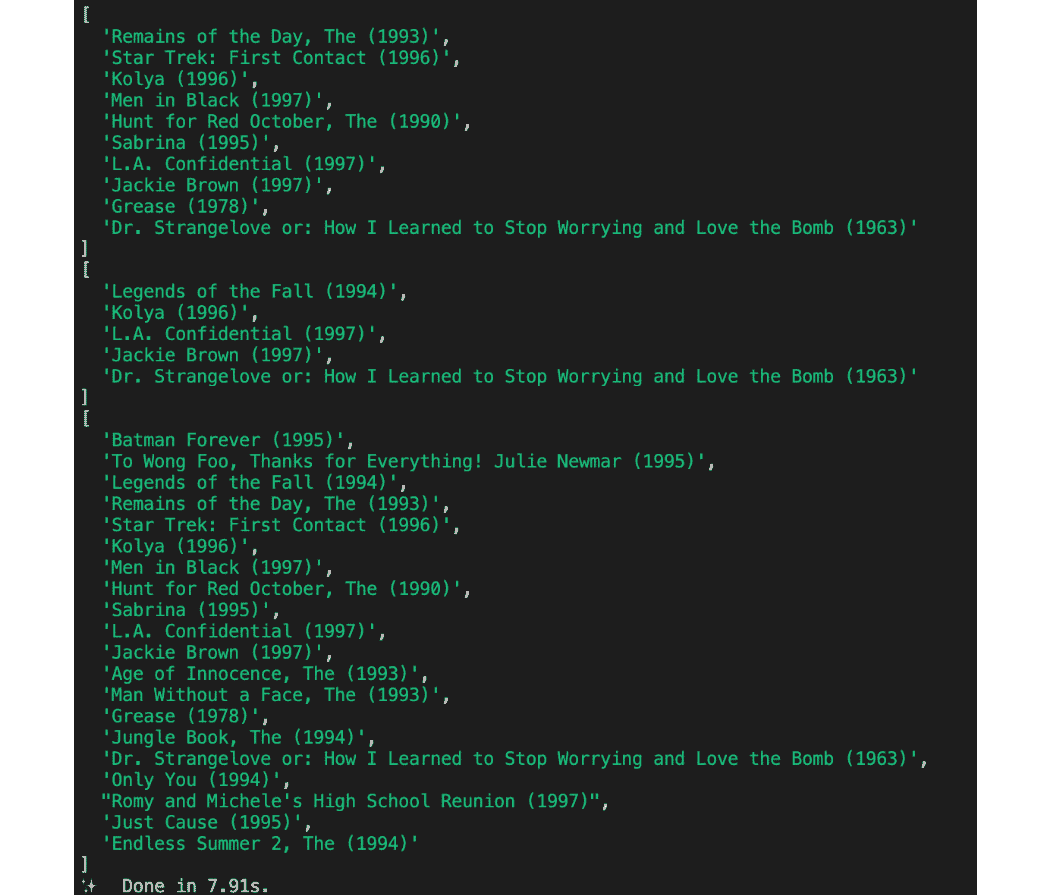 [
'Remains of the Day, The (1993)',
'Star Trek: First Contact (1996)',
'Kolya (1996)',
'Men in Black (1997)',
'Hunt for Red October, The (1990)',
'Sabrina (1995)',
'L.A. Confidential (1997)',
'Jackie Brown (1997)',
'Grease (1978)',
'Dr. Strangelove or: How I Learned to Stop Worrying and Love the Bomb (1963)'
]
[
'Legends of the Fall (1994)',
'Kolya (1996)',
'L.A. Confidential (1997)',
'Jackie Brown (1997)',
'Dr. Strangelove or: How I Learned to Stop Worrying and Love the Bomb (1963)'
]
[
'Batman Forever (1995)',
'To Wong Foo, Thanks for Everything! Julie Newmar (1995)',
'Legends of the Fall (1994)',
'Remains of the Day, The (1993)',
'Star Trek: First Contact (1996)',
'Kolya (1996)',
'Men in Black (1997)',
'Hunt for Red October, The (1990)',
'Sabrina (1995)',
'L.A. Confidential (1997)',
'Jackie Brown (1997)',
'Age of Innocence, The (1993)',
'Man Without a Face, The (1993)',
'Grease (1978)',
'Jungle Book, The (1994)',
'Dr. Strangelove or: How I Learned to Stop Worrying and Love the Bomb (1963)',
'Only You (1994)',
"Romy and Michele's High School Reunion (1997)",
'Just Cause (1995)',
'Endless Summer 2, The (1994)'
]
✨ Done in 7.91s.